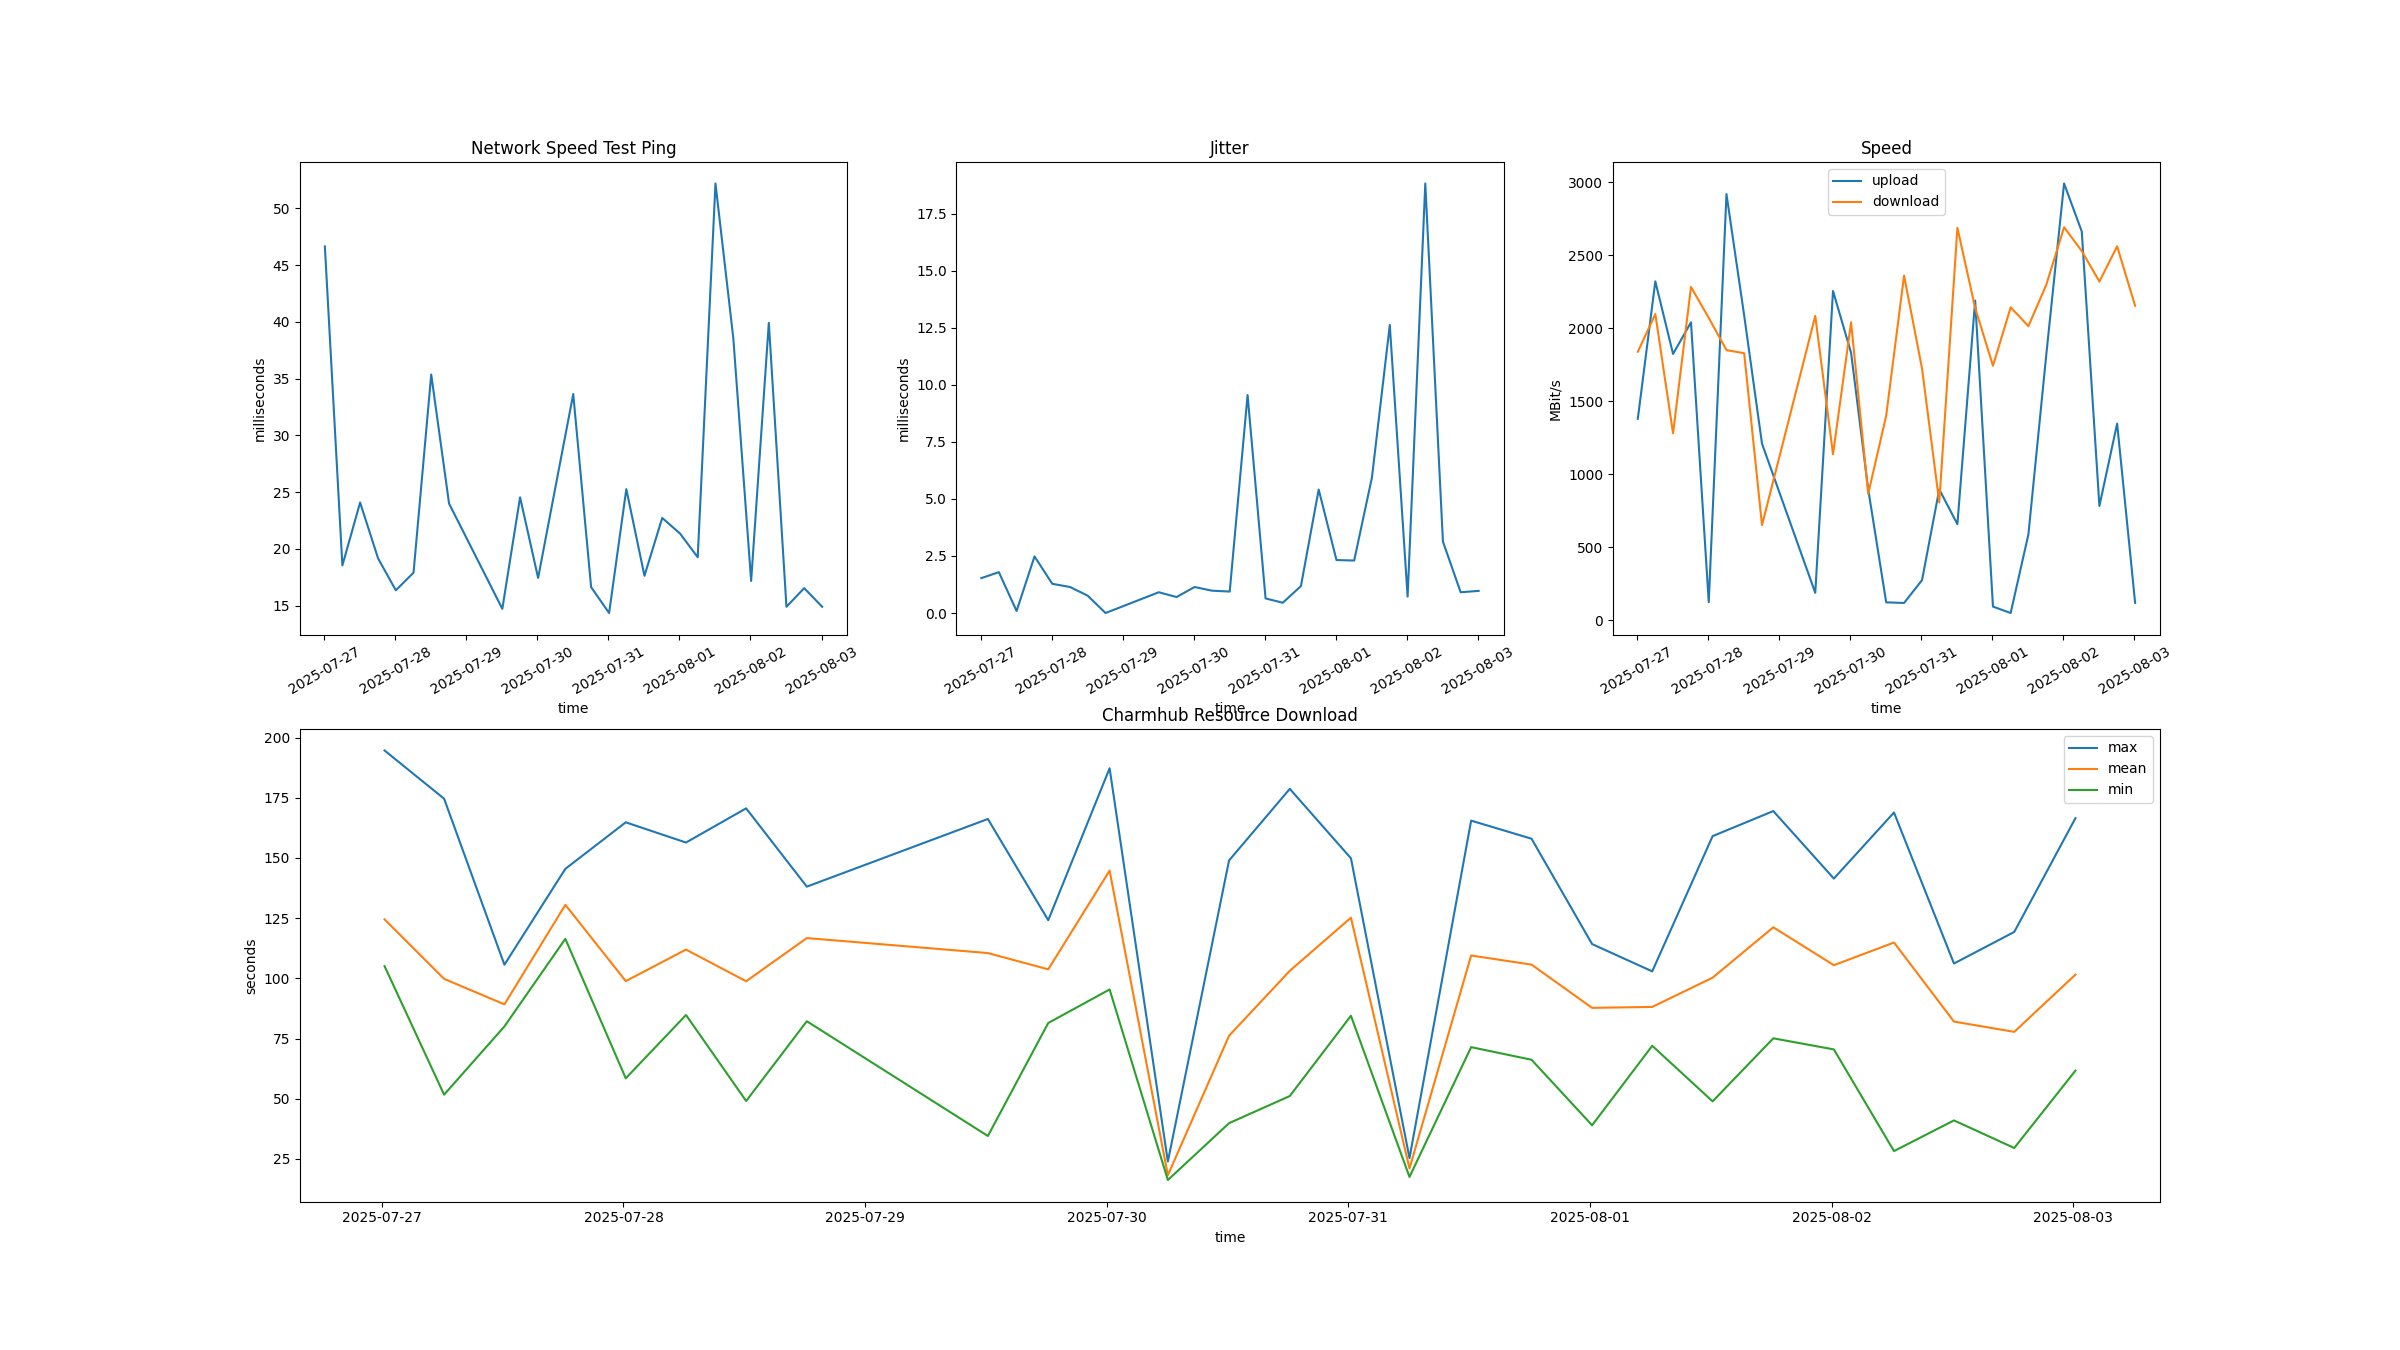 Network Speed Test Ping
milliseconds
50
45
40
35
30
25
20
15
2025-07-27 2025-07-28 2025-07-29 2025-07-30 2025-07-31 2025-08-01 2025-08-02 2025-08-03
time
Jitter
milliseconds
17.5
15.0
12.5
10.0
7.5
5.0
2.5
0.0
2025-07-27 2025-07-28 2025-07-29 2025-07-30 2025-07-31 2025-08-01 2025-08-02 2025-08-03
time
Speed
upload
download
MBit/s
3000
2500
2000
1500
1000
500
0
2025-07-27 2025-07-28 2025-07-29 2025-07-30 2025-07-31 2025-08-01 2025-08-02 2025-08-03
time
Charmhub Resource Download
max
mean
min
seconds
200
175
150
125
100
75
50
25
2025-07-27 2025-07-28 2025-07-29 2025-07-30 2025-07-31 2025-08-01 2025-08-02 2025-08-03
time